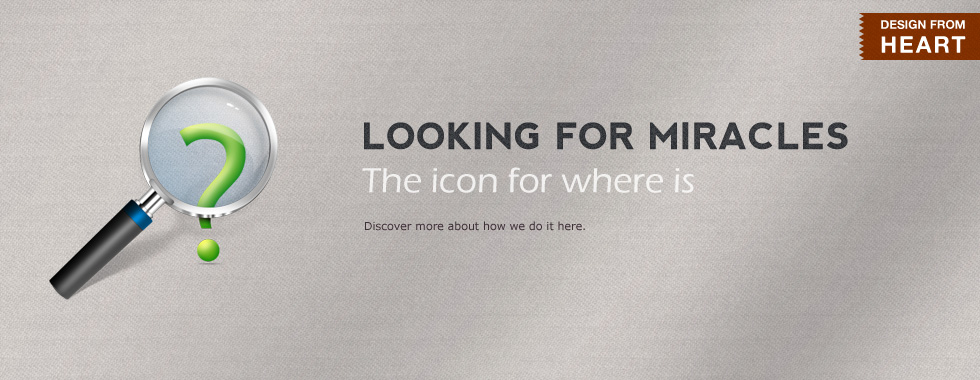 DESIGN FROM
HEART
LOOKING FOR MIRACLES
The icon for where is
Discover more about how we do it here.